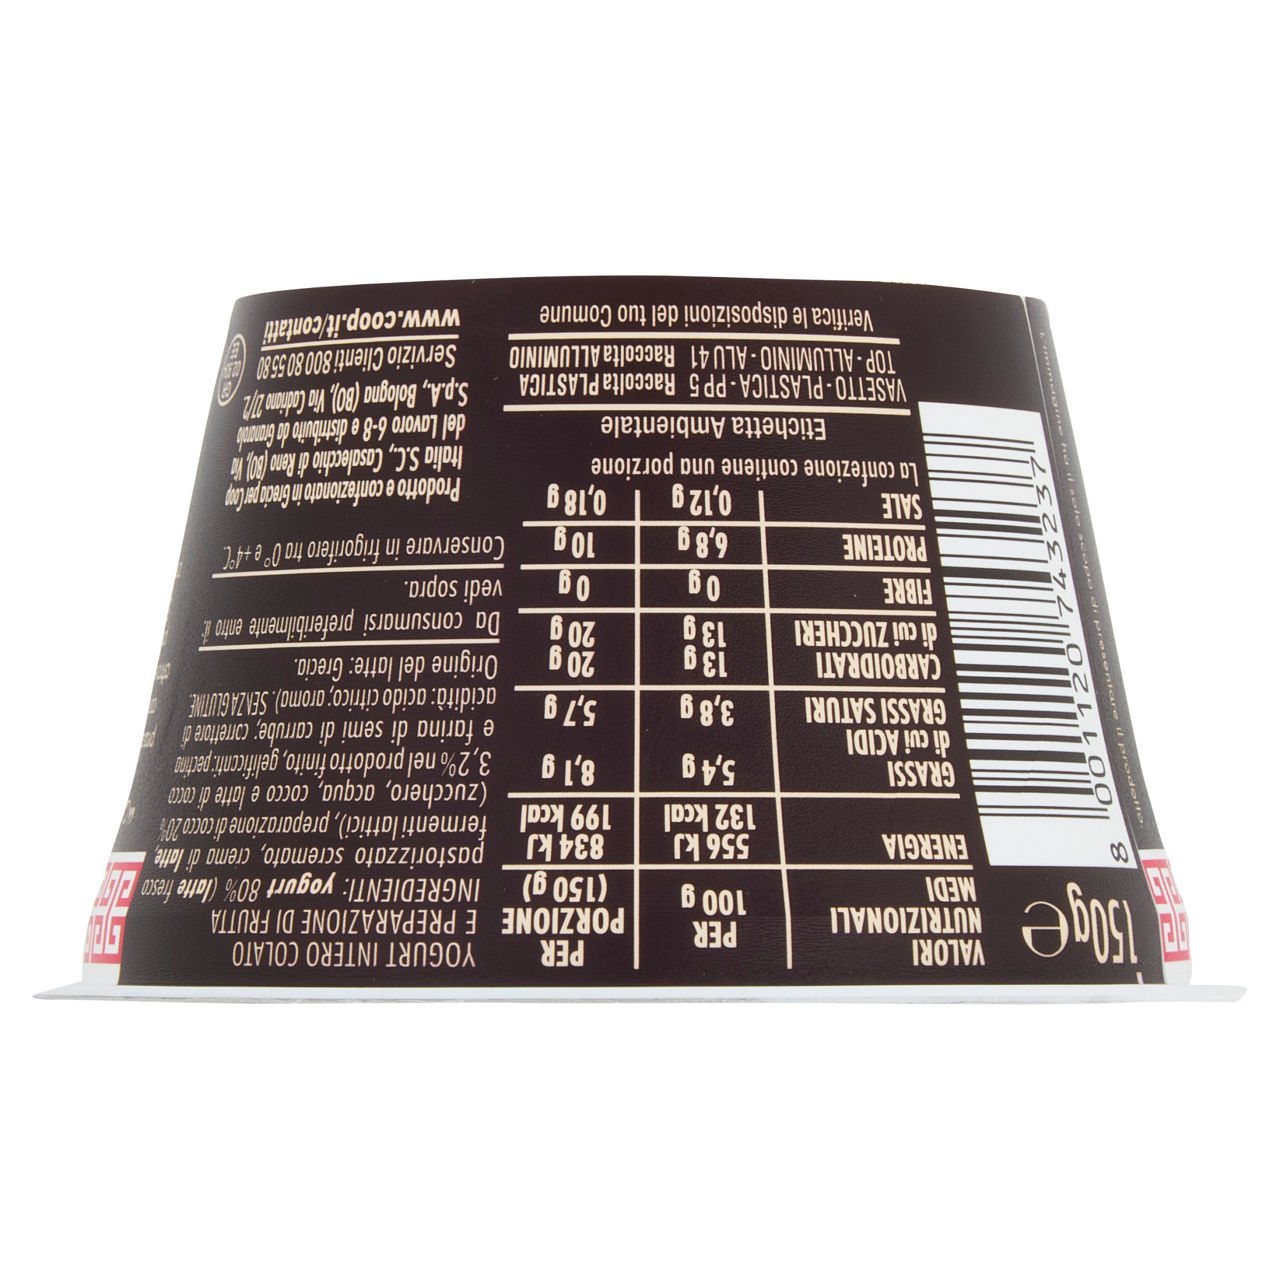 150g e
VALORI
NUTRIZIONALI
MEDI
PER
100 g
PER
PORZIONE
(150 g)
ENERGIA
556 kJ
132 kcal
834 kJ
199 kcal
GRASSI
5,4 g
8,1 g
di cui ACIDI
GRASSI SATURI
3,8 g
5,7 g
CARBOIDRATI
13 g
20 g
di cui ZUCCHERI
13 g
20 g
FIBRE
0 g
0 g
PROTEINE
6,8 g
10 g
SALE
0,12 g
0,18 g
La confezione contiene una porzione
Etichetta Ambientale
VASETTO - PLASTICA - PP 5 Raccolta PLASTICA
TOP - ALLUMINIO - ALU 41 Raccolta ALLUMINIO
Verifica le disposizioni del tuo Comune
YOGURT INTERO COLATO
E PREPARAZIONE DI FRUTTA
INGREDIENTI: yogurt 80% (latte fresco
pastorizzato scremato, crema di latte,
fermenti lattici), preparazione di cocco 20%
(zucchero, acqua, cocco e latte di cocco
3,2% nel prodotto finito, gelificanti: pectina
e farina di semi di carrube; correttore di
acidità: acido citrico; aroma). SENZA GLUTINE.
Origine del latte: Grecia.
Da consumarsi preferibilmente entro il:
vedi sopra.
Conservare in frigorifero tra 0° e +4°C.
Prodotto e confezionato in Grecia per Coop
Italia S.C., Casalecchio di Reno (BO), Via
del Lavoro 6-8 e distribuito da Granarolo
S.p.A., Bologna (BO), Via Cadriano 27/2.
Servizio Clienti 800 80 55 80
www.coop.it/contatti
8 001120 743237
L'immagine ha il solo scopo di presentare il prodotto.